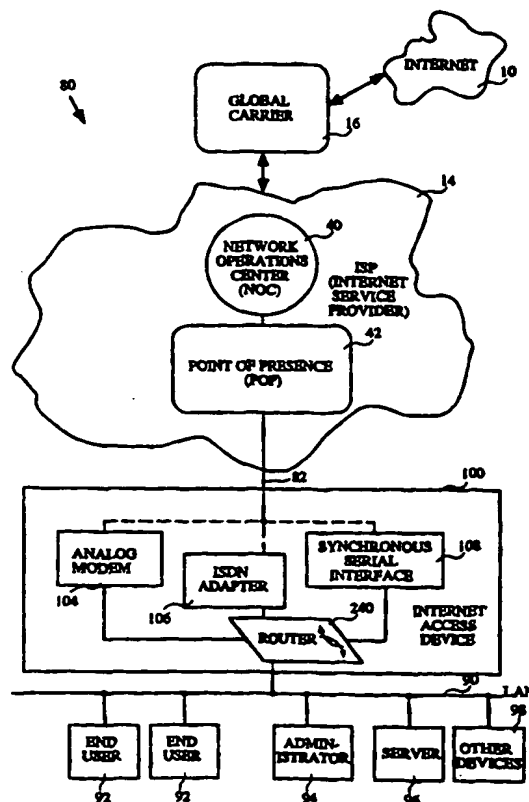 INTERNET
10
80
GLOBAL
CARRIER
16
14
40
NETWORK
OPERATIONS
CENTER
(NOC)
ISP
(INTERNET
SERVICE
PROVIDER)
42
POINT OF PRESENCE
(POP)
82
100
ANALOG
MODEM
104
ISDN
ADAPTER
106
SYNCHRONOUS
SERIAL
INTERFACE
108
240
ROUTER
INTERNET
ACCESS
DEVICE
90
LAN
98
END
USER
92
END
USER
92
ADMIN-
ISTRATOR
94
SERVER
96
OTHER
DEVICES